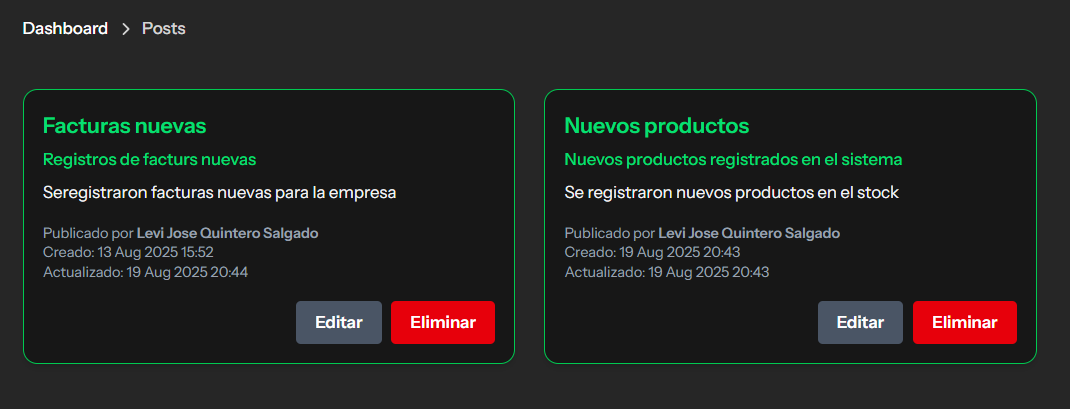 Dashboard > Posts
Facturas nuevas
Registros de facturs nuevas
Seregistraron facturas nuevas para la empresa
Publicado por Levi Jose Quintero Salgado
Creado: 13 Aug 2025 15:52
Actualizado: 19 Aug 2025 20:44
Editar Eliminar
Nuevos productos
Nuevos productos registrados en el sistema
Se registraron nuevos productos en el stock
Publicado por Levi Jose Quintero Salgado
Creado: 19 Aug 2025 20:43
Actualizado: 19 Aug 2025 20:43
Editar Eliminar